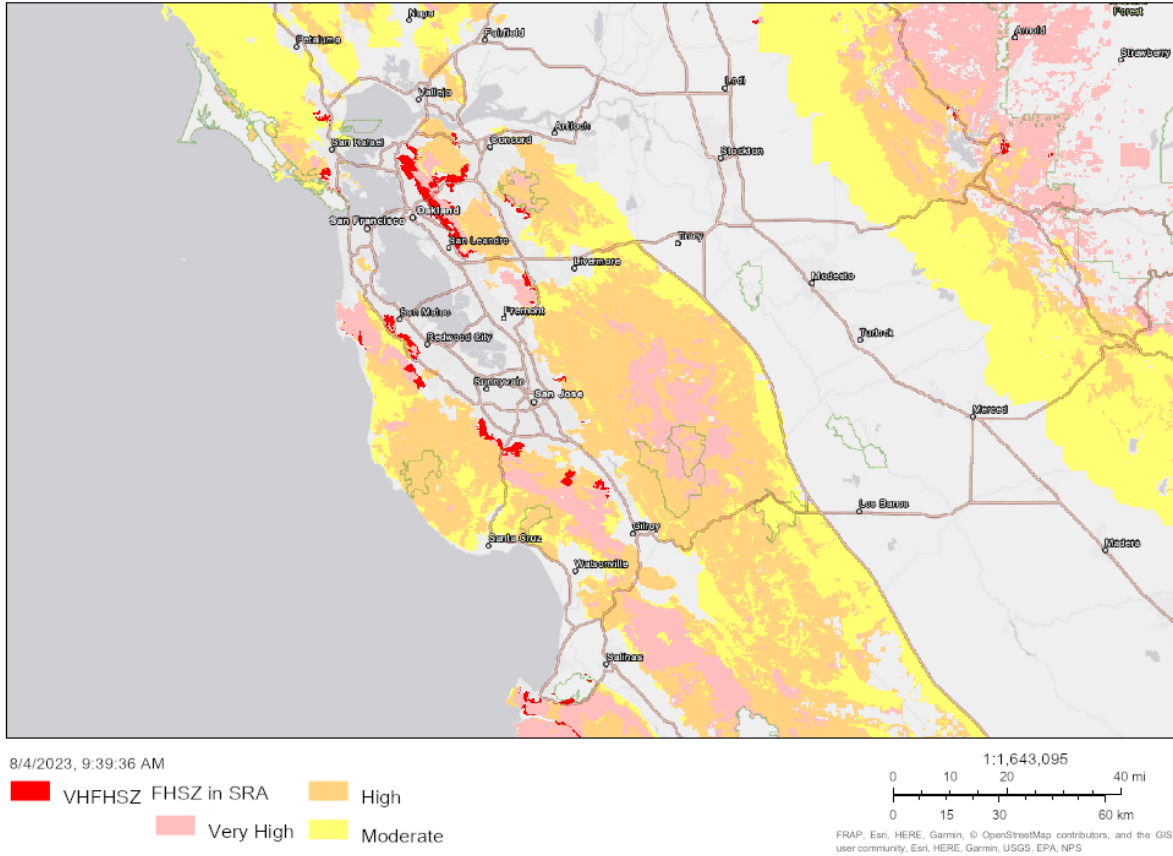 Napa
Forest
Petaluma
Fairfield
Arnold
Strawberry
Vallejo
Lodi
San Rafael
Concord
Antioch
Stockton
Oakland
San Francisco
San Leandro
Tracy
Livermore
Modesto
San Mateo
Fremont
Redwood City
Turlock
Sunnyvale
San Jose
Merced
Los Banos
Gilroy
Santa Cruz
Madera
Watsonville
Salinas
8/4/2023, 9:39:36 AM
VHFHSZ
FHSZ in SRA
Very High
High
Moderate
1:1,643,095
0 10 20 40 mi
0 15 30 60 km
FRAP, Esri, HERE, Garmin, © OpenStreetMap contributors, and the GIS
user community, Esri, HERE, Garmin, USGS, EPA, NPS